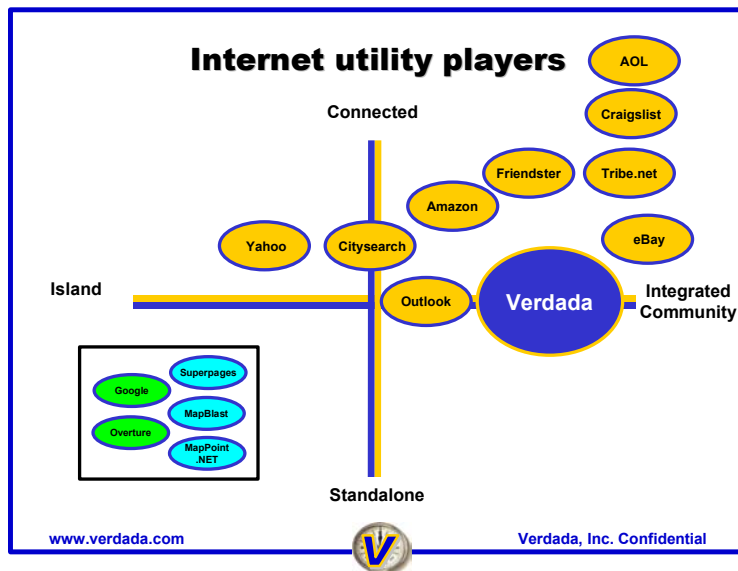 Internet utility players
AOL
Craigslist
Connected
Friendster
Tribe.net
Amazon
Yahoo
Citysearch
eBay
Island
Outlook
Verdada
Integrated
Community
Superpages
Google
MapBlast
Overture
MapPoint
.NET
Standalone
www.verdada.com
V
Verdada, Inc. Confidential